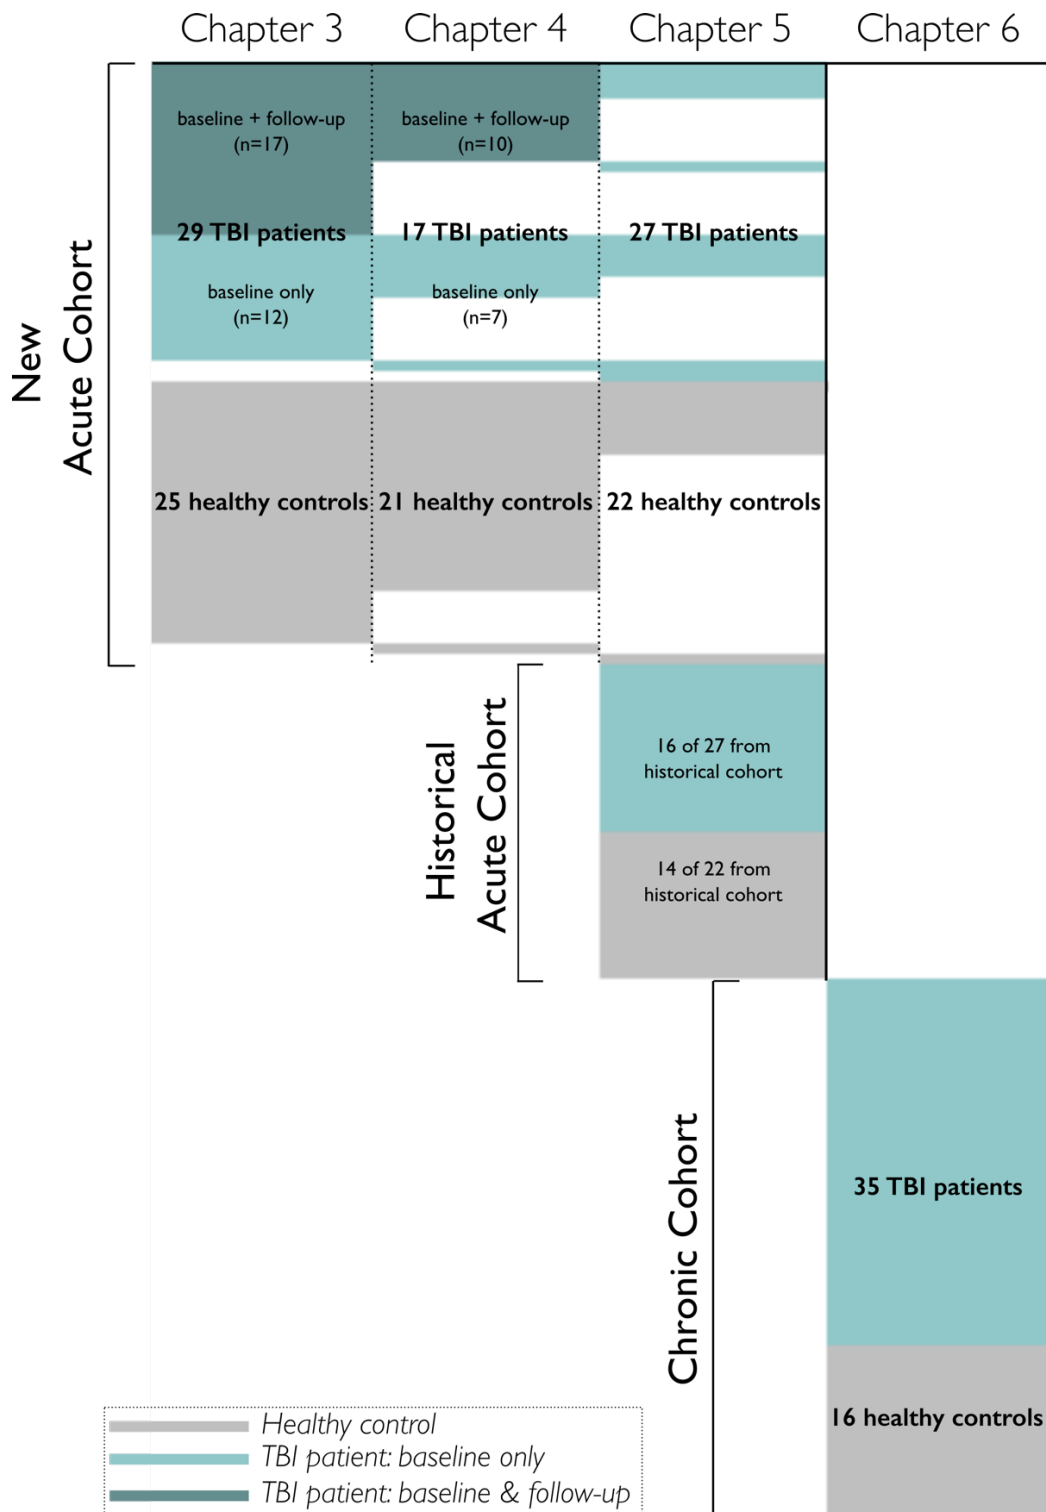 Chapter 3
Chapter 4
Chapter 5
Chapter 6
New
Acute Cohort
baseline + follow-up
(n=17)
baseline + follow-up
(n=10)
29 TBI patients
17 TBI patients
27 TBI patients
baseline only
(n=12)
baseline only
(n=7)
25 healthy controls
21 healthy controls
22 healthy controls
Historical
Acute Cohort
16 of 27 from
historical cohort
14 of 22 from
historical cohort
Chronic Cohort
35 TBI patients
16 healthy controls
Healthy control
TBI patient: baseline only
TBI patient: baseline & follow-up